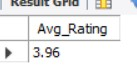 Result Grid
Avg_Rating
3.96